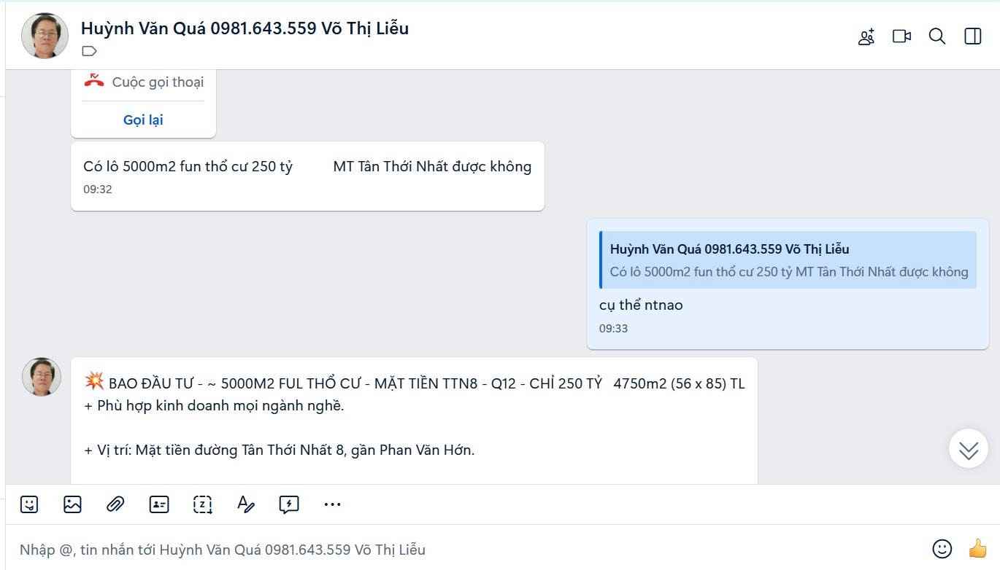 Huỳnh Văn Quá 0981.643.559 Võ Thị Liễu
Cuộc gọi thoại
Gọi lại
Có lô 5000m2 fun thổ cư 250 tỷ MT Tân Thới Nhất được không
09:32
Huỳnh Văn Quá 0981.643.559 Võ Thị Liễu
Có lô 5000m2 fun thổ cư 250 tỷ MT Tân Thới Nhất được không
cụ thể ntnao
09:33
💥 BAO ĐẦU TƯ - ~ 5000M2 FUL THỔ CƯ - MẶT TIỀN TTN8 - Q12 - CHỈ 250 TỶ 4750m2 (56 x 85) TL
+ Phù hợp kinh doanh mọi ngành nghề.
+ Vị trí: Mặt tiền đường Tân Thới Nhất 8, gần Phan Văn Hớn.
Nhập @, tin nhắn tới Huỳnh Văn Quá 0981.643.559 Võ Thị Liễu